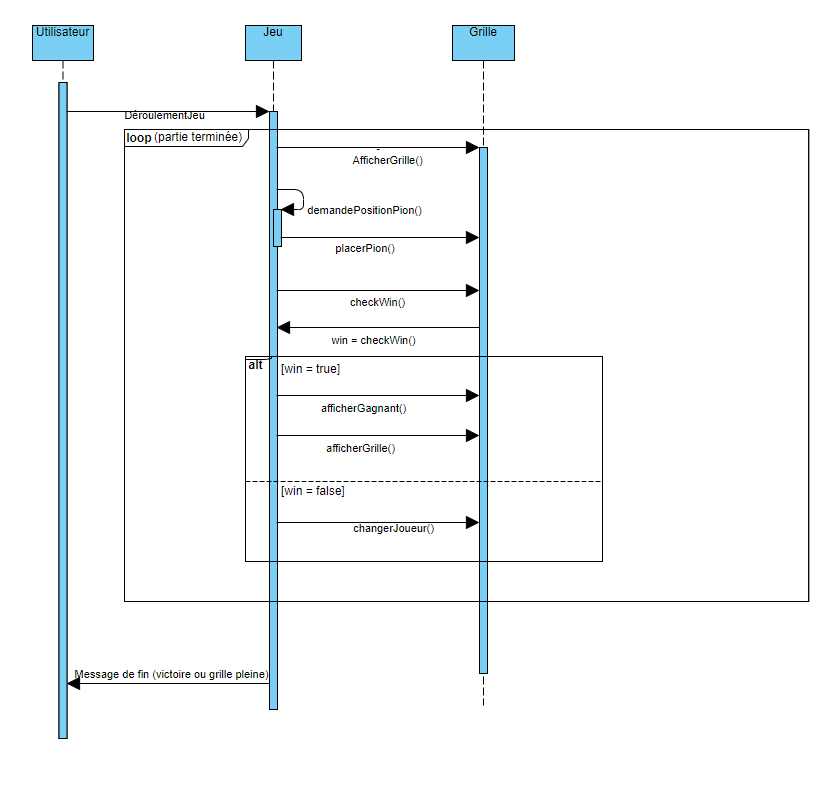 Utilisateur
Jeu
Grille
DéroulementJeu
loop (partie terminée)
AfficherGrille()
demandePositionPion()
placerPion()
checkWin()
win = checkWin()
alt
[win = true]
afficherGagnant()
afficherGrille()
[win = false]
changerJoueur()
Message de fin (victoire ou grille pleine)